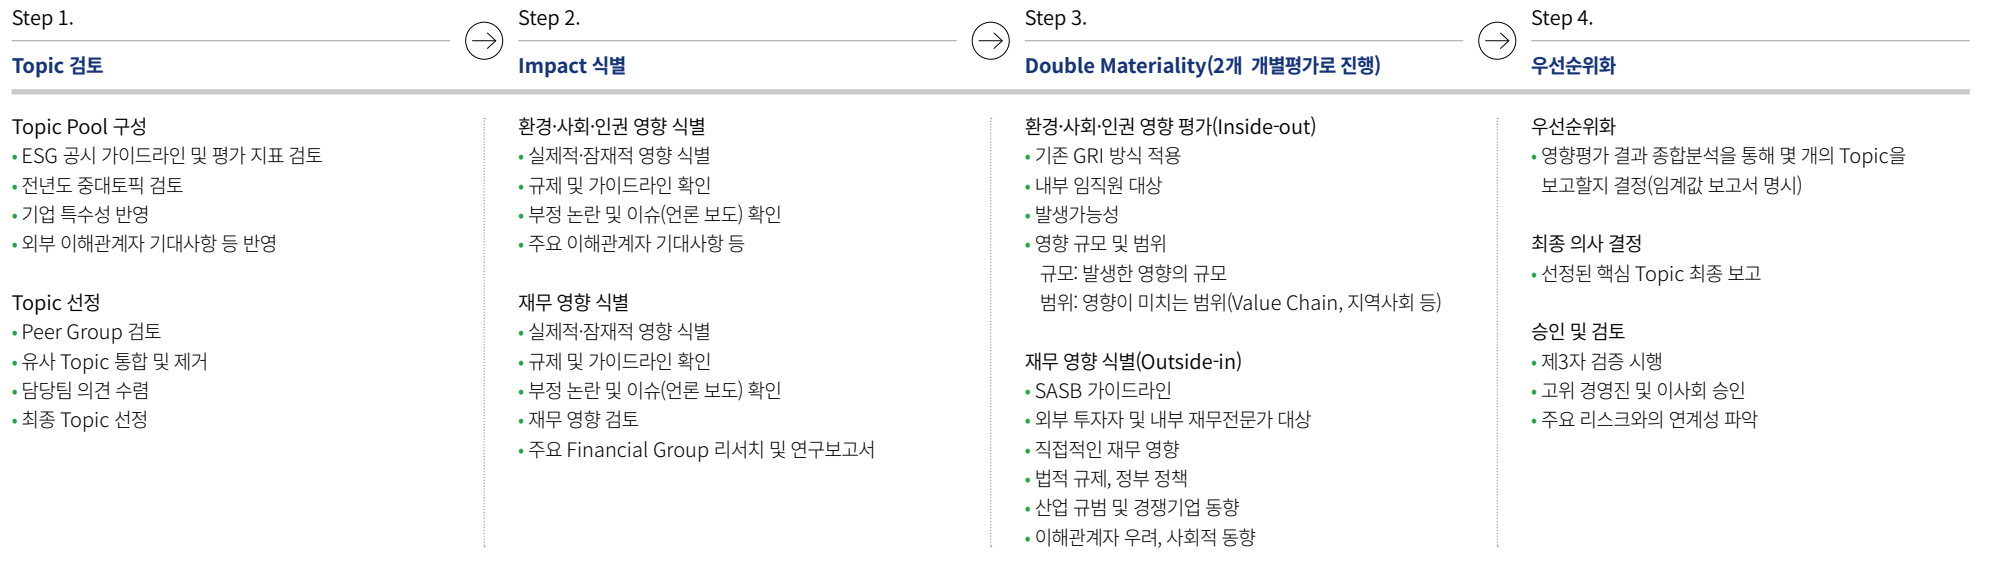 Step 1.
Topic 검토
Topic Pool 구성
• ESG 공시 가이드라인 및 평가 지표 검토
• 전년도 중대토픽 검토
• 기업 특수성 반영
• 외부 이해관계자 기대사항 등 반영
Topic 선정
• Peer Group 검토
• 유사 Topic 통합 및 제거
• 담당팀 의견 수렴
• 최종 Topic 선정
Step 2.
Impact 식별
환경·사회·인권 영향 식별
• 실제적·잠재적 영향 식별
• 규제 및 가이드라인 확인
• 부정 논란 및 이슈(언론 보도) 확인
• 주요 이해관계자 기대사항 등
재무 영향 식별
• 실제적·잠재적 영향 식별
• 규제 및 가이드라인 확인
• 부정 논란 및 이슈(언론 보도) 확인
• 재무 영향 검토
• 주요 Financial Group 리서치 및 연구보고서
Step 3.
Double Materiality(2개 개별평가로 진행)
환경·사회·인권 영향 평가(Inside-out)
• 기존 GRI 방식 적용
• 내부 임직원 대상
• 발생가능성
• 영향 규모 및 범위
규모: 발생한 영향의 규모
범위: 영향이 미치는 범위(Value Chain, 지역사회 등)
재무 영향 식별(Outside-in)
• SASB 가이드라인
• 외부 투자자 및 내부 재무전문가 대상
• 직접적인 재무 영향
• 법적 규제, 정부 정책
• 산업 규범 및 경쟁기업 동향
• 이해관계자 우려, 사회적 동향
Step 4.
우선순위화
우선순위화
• 영향평가 결과 종합분석을 통해 몇 개의 Topic을
보고할지 결정(임계값 보고서 명시)
최종 의사 결정
• 선정된 핵심 Topic 최종 보고
승인 및 검토
• 제3자 검증 시행
• 고위 경영진 및 이사회 승인
• 주요 리스크와의 연계성 파악